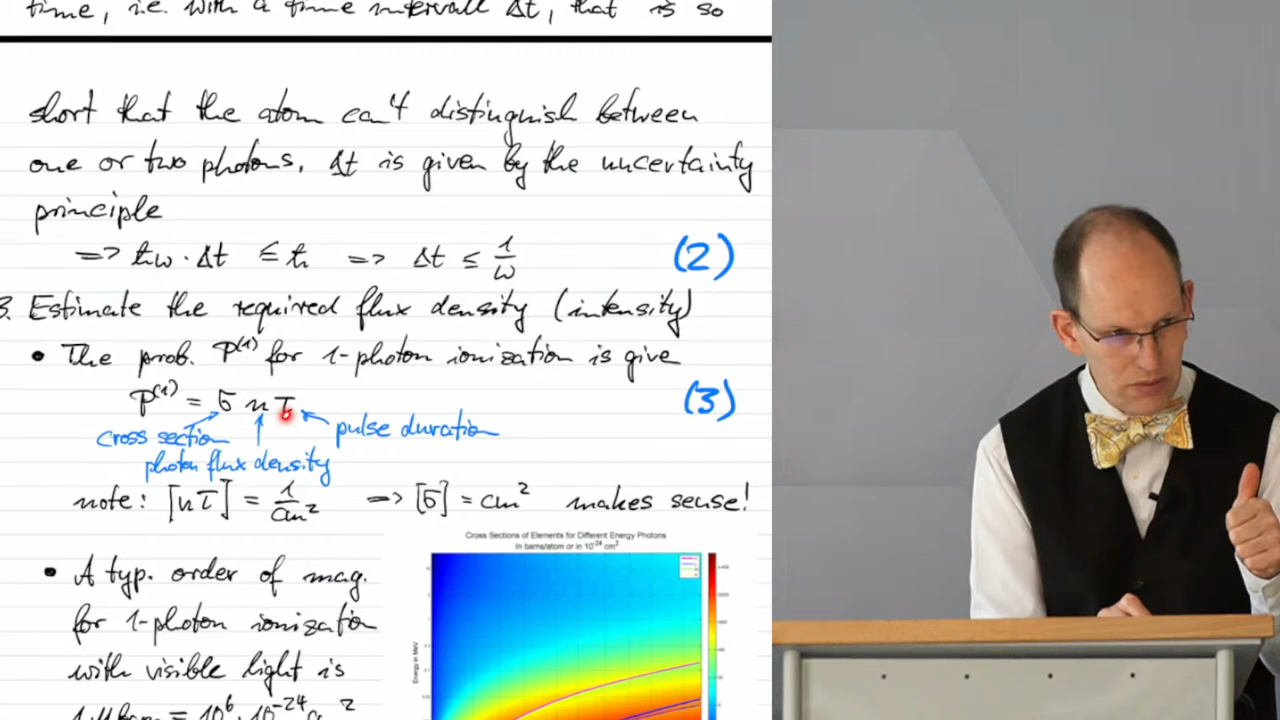 time, i.e. with a time intervall Δt, that is so
short that the atom can't distinguish between
one or two photons. Δt is given by the uncertainty
principle
=> ħω · Δt ≤ ħ => Δt ≤ 1/ω (2)
3. Estimate the required flux density (intensity)
• The prob. P⁽¹⁾ for 1-photon ionization is give
P⁽¹⁾ = σ n τ (3)
cross section pulse duration
photon flux density
note: [nτ] = 1/cm² => [σ] = cm² makes sense!
Cross Sections of Elements for Different Energy Photons
In barns/atom or in 10⁻²⁴ cm²
• A typ. order of mag.
for 1-photon ionization
with visible light is
Energy in MeV